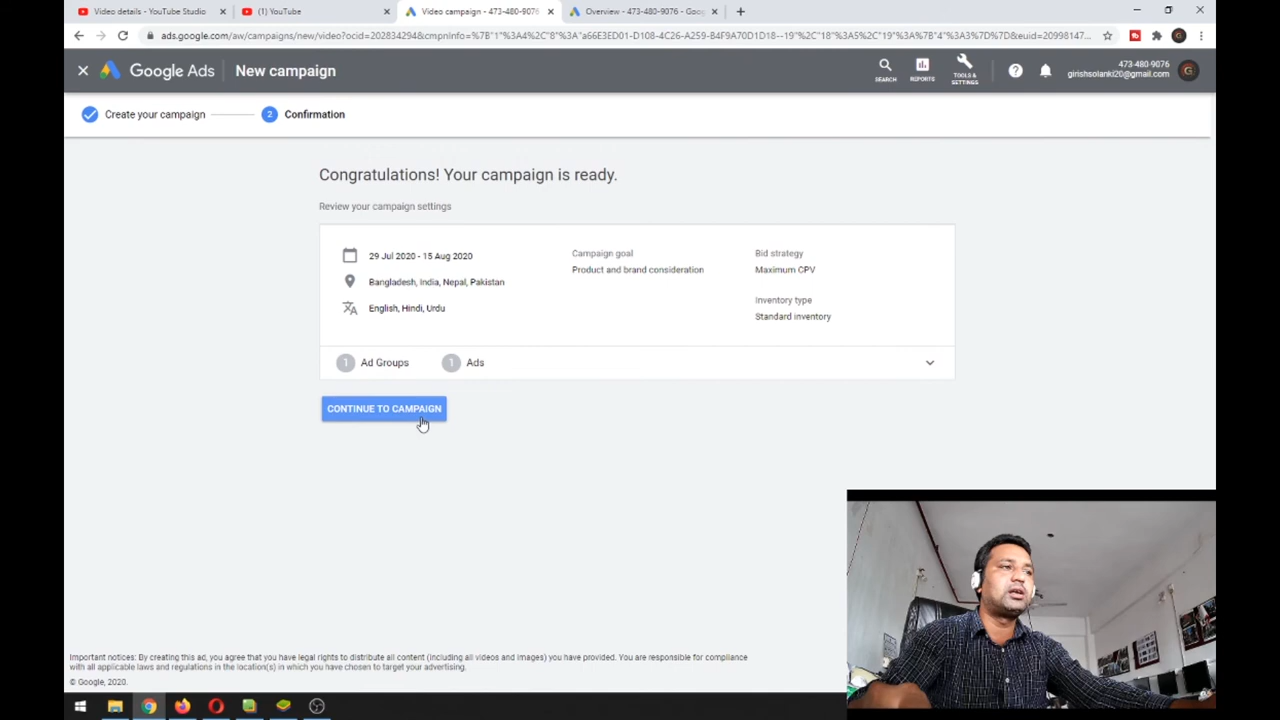 Video details - YouTube Studio
(1) YouTube
Video campaign - 473-480-9076
Overview - 473-480-9076 - Goog
ads.google.com/aw/campaigns/new/video?ocid=202834294&cmpnInfo=%7B"1"%3A4%2C"8"%3A"a66E3ED01-D108-4C26-A259-B4F9A70D1D18--19"%2C"18"%3A5%2C"19"%3A%7B"4"%3A3%7D%7D&euid=20998147...
Google Ads
New campaign
SEARCH
REPORTS
TOOLS & SETTINGS
473-480-9076
girishsolanki20@gmail.com
G
Create your campaign
2 Confirmation
Congratulations! Your campaign is ready.
Review your campaign settings
29 Jul 2020 - 15 Aug 2020
Bangladesh, India, Nepal, Pakistan
English, Hindi, Urdu
Campaign goal
Product and brand consideration
Bid strategy
Maximum CPV
Inventory type
Standard inventory
1 Ad Groups
1 Ads
CONTINUE TO CAMPAIGN
Important notices: By creating this ad, you agree that you have legal rights to distribute all content (including all videos and images) you have provided. You are responsible for compliance
with all applicable laws and regulations in the location(s) in which you have chosen to target your advertising.
© Google, 2020.